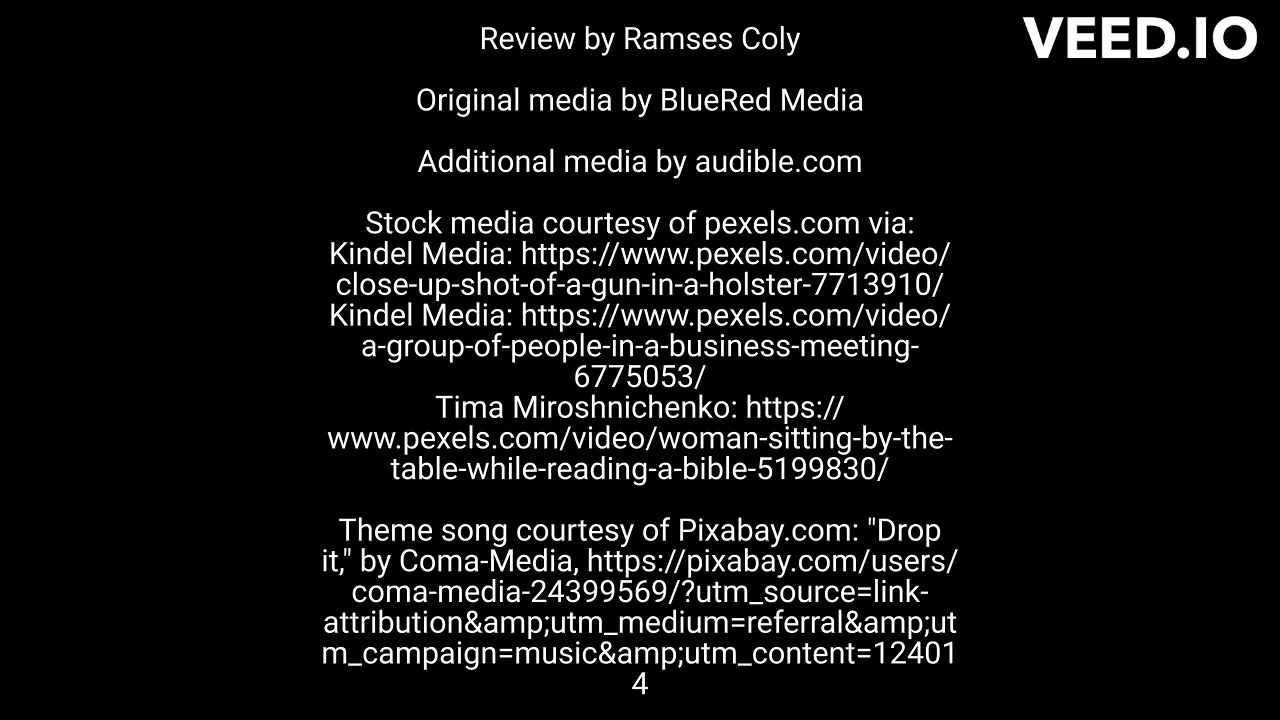 Review by Ramses Coly
VEED.IO
Original media by BlueRed Media
Additional media by audible.com
Stock media courtesy of pexels.com via:
Kindel Media: https://www.pexels.com/video/
close-up-shot-of-a-gun-in-a-holster-7713910/
Kindel Media: https://www.pexels.com/video/
a-group-of-people-in-a-business-meeting-
6775053/
Tima Miroshnichenko: https://
www.pexels.com/video/woman-sitting-by-the-
table-while-reading-a-bible-5199830/
Theme song courtesy of Pixabay.com: "Drop
it," by Coma-Media, https://pixabay.com/users/
coma-media-24399569/?utm_source=link-
attribution&amp;utm_medium=referral&amp;ut
m_campaign=music&amp;utm_content=12401
4